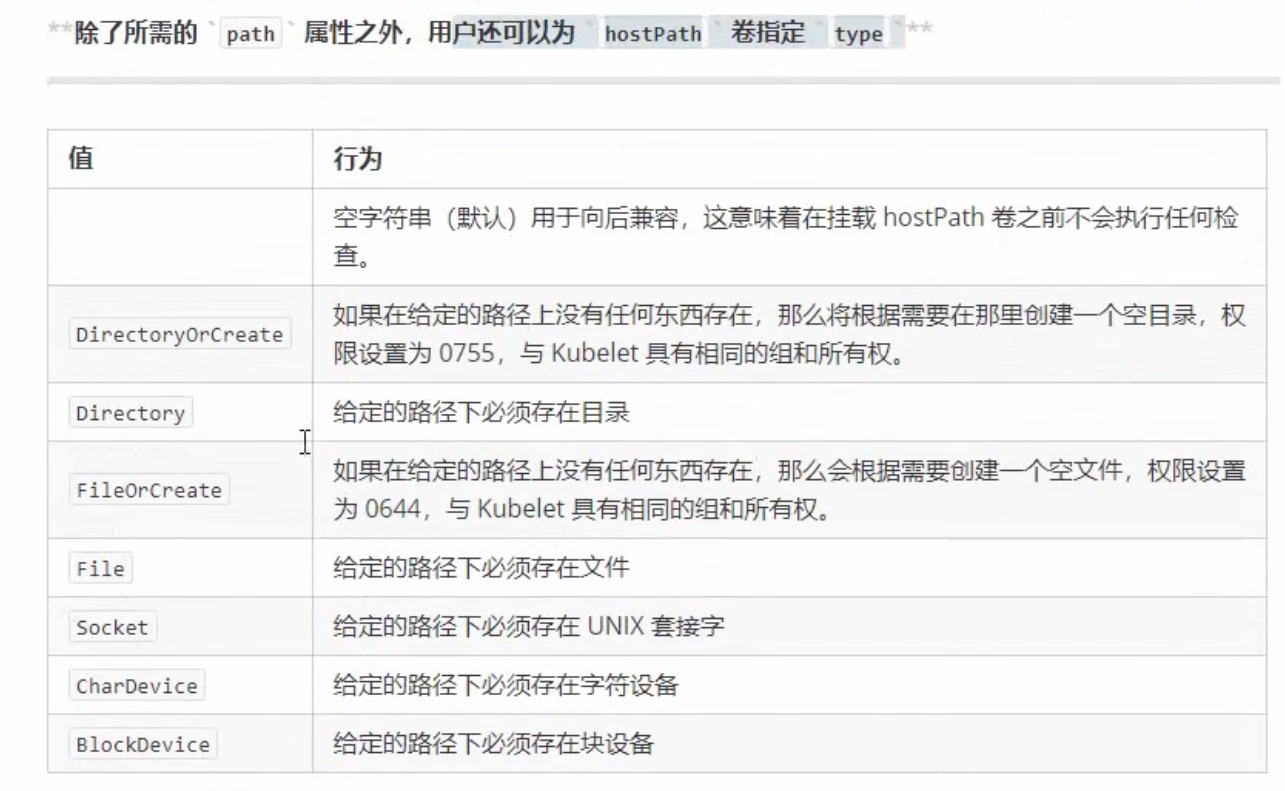 **除了所需的 `path` 属性之外，用户还可以为 `hostPath` 卷指定 `type`**
值 行为
空字符串（默认）用于向后兼容，这意味着在挂载 hostPath 卷之前不会执行任何检
查。
DirectoryOrCreate 如果在给定的路径上没有任何东西存在，那么将根据需要在那里创建一个空目录，权
限设置为 0755，与 Kubelet 具有相同的组和所有权。
Directory 给定的路径下必须存在目录
FileOrCreate 如果在给定的路径上没有任何东西存在，那么会根据需要创建一个空文件，权限设置
为 0644，与 Kubelet 具有相同的组和所有权。
File 给定的路径下必须存在文件
Socket 给定的路径下必须存在 UNIX 套接字
CharDevice 给定的路径下必须存在字符设备
BlockDevice 给定的路径下必须存在块设备